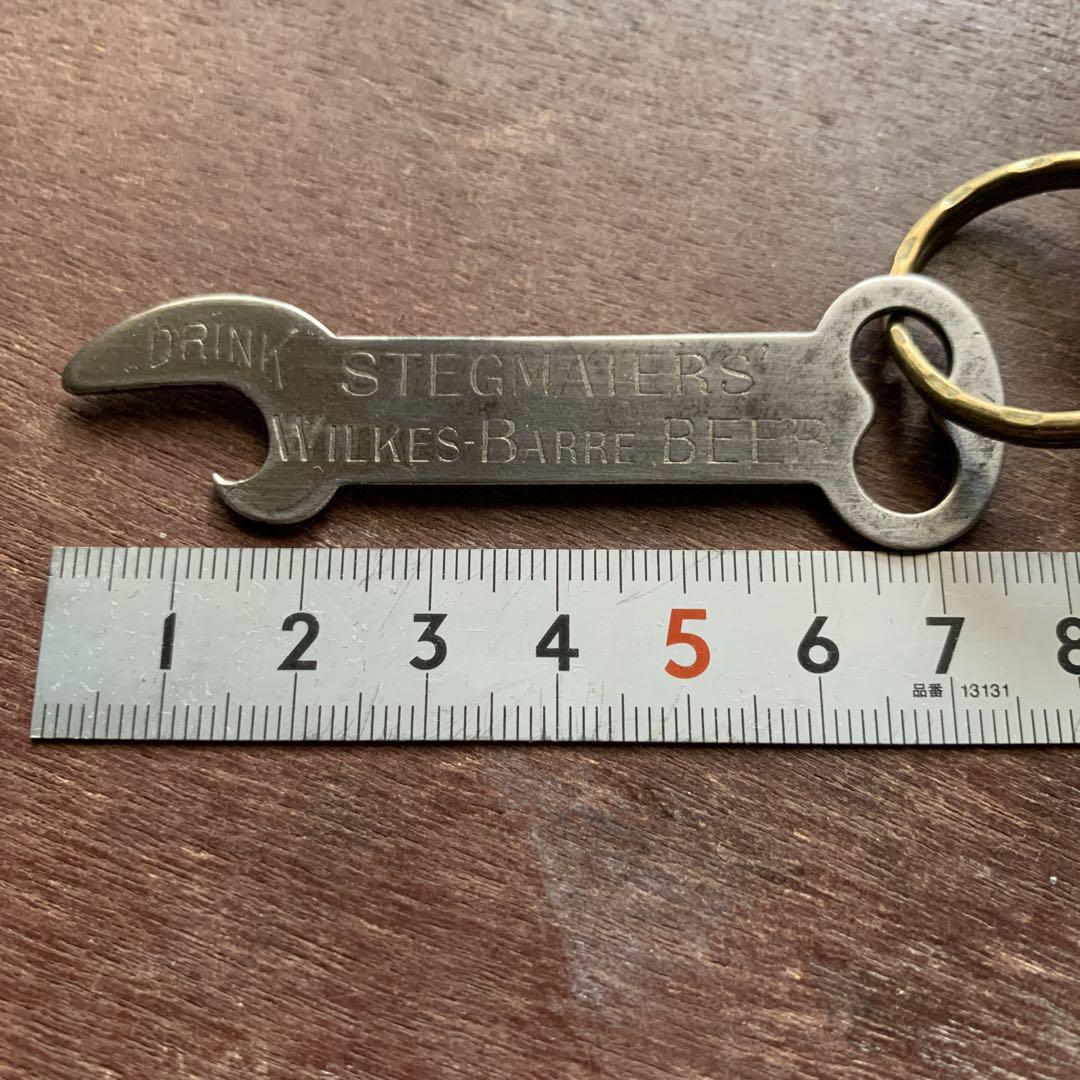 DRINK STEGMAIERS'
WILKES-BARRE BEER
1 2 3 4 5 6 7 8
品番 13131